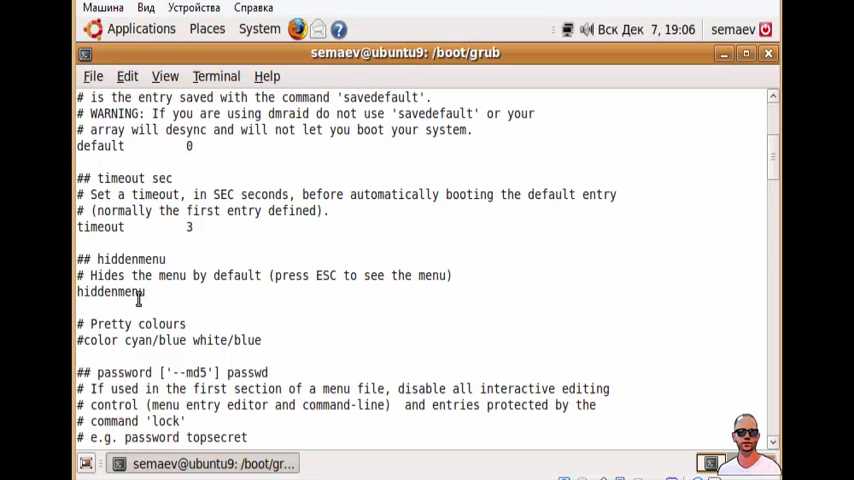 Машина Вид Устройства Справка
Applications Places System Вск Дек 7, 19:06 semaev
semaev@ubuntu9: /boot/grub
File Edit View Terminal Help
# is the entry saved with the command 'savedefault'.
# WARNING: If you are using dmraid do not use 'savedefault' or your
# array will desync and will not let you boot your system.
default 0
## timeout sec
# Set a timeout, in SEC seconds, before automatically booting the default entry
# (normally the first entry defined).
timeout 3
## hiddenmenu
# Hides the menu by default (press ESC to see the menu)
hiddenmenu
# Pretty colours
#color cyan/blue white/blue
## password ['--md5'] passwd
# If used in the first section of a menu file, disable all interactive editing
# control (menu entry editor and command-line) and entries protected by the
# command 'lock'
# e.g. password topsecret
semaev@ubuntu9: /boot/gr...